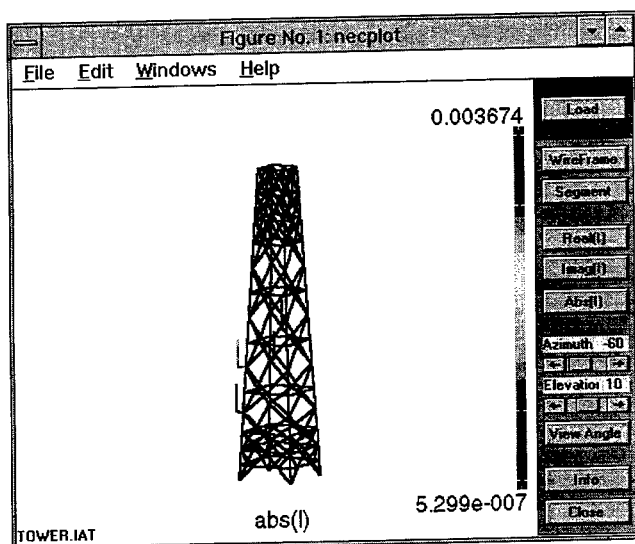 Figure No. 1: necplot
File Edit Windows Help
0.003674
Load
WireFrame
Segment
Real(I)
Imag(I)
Abs(I)
Azimuth -60
Elevation 10
View Angle
Info
Close
5.299e-007
abs(I)
TOWER.IAT